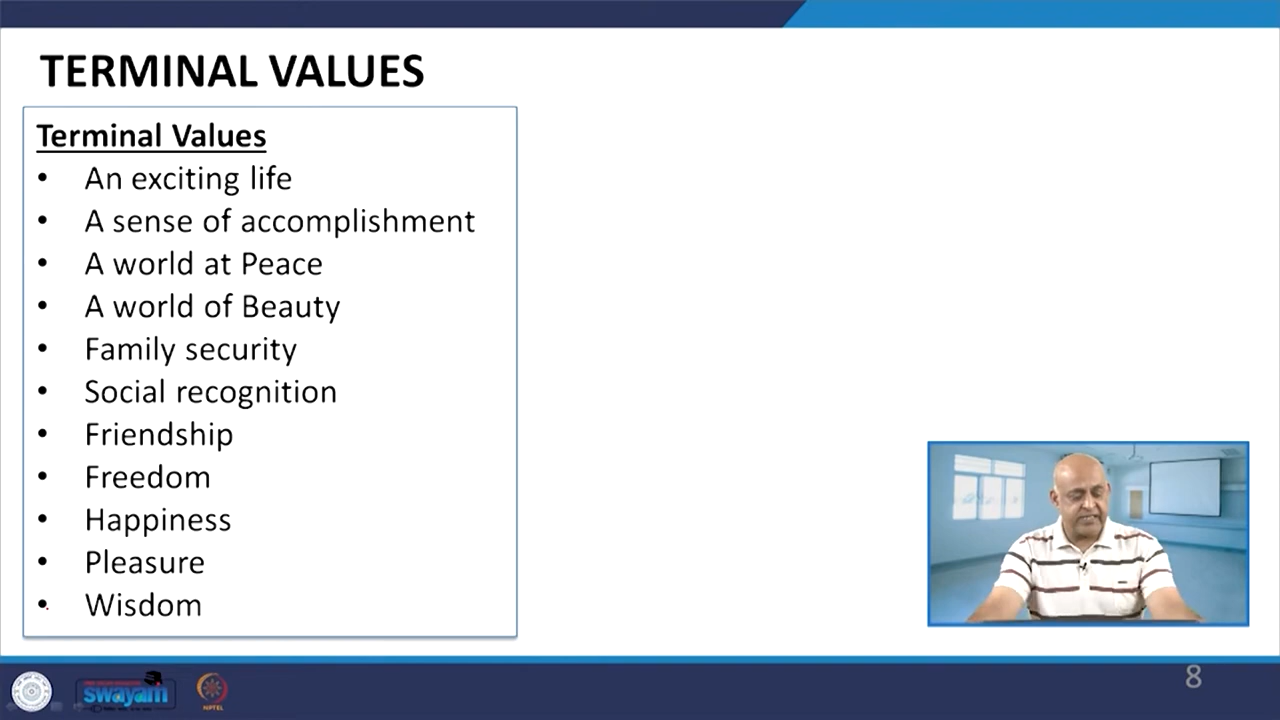 TERMINAL VALUES
Terminal Values
• An exciting life
• A sense of accomplishment
• A world at Peace
• A world of Beauty
• Family security
• Social recognition
• Friendship
• Freedom
• Happiness
• Pleasure
• Wisdom
swayam
NPTEL
8